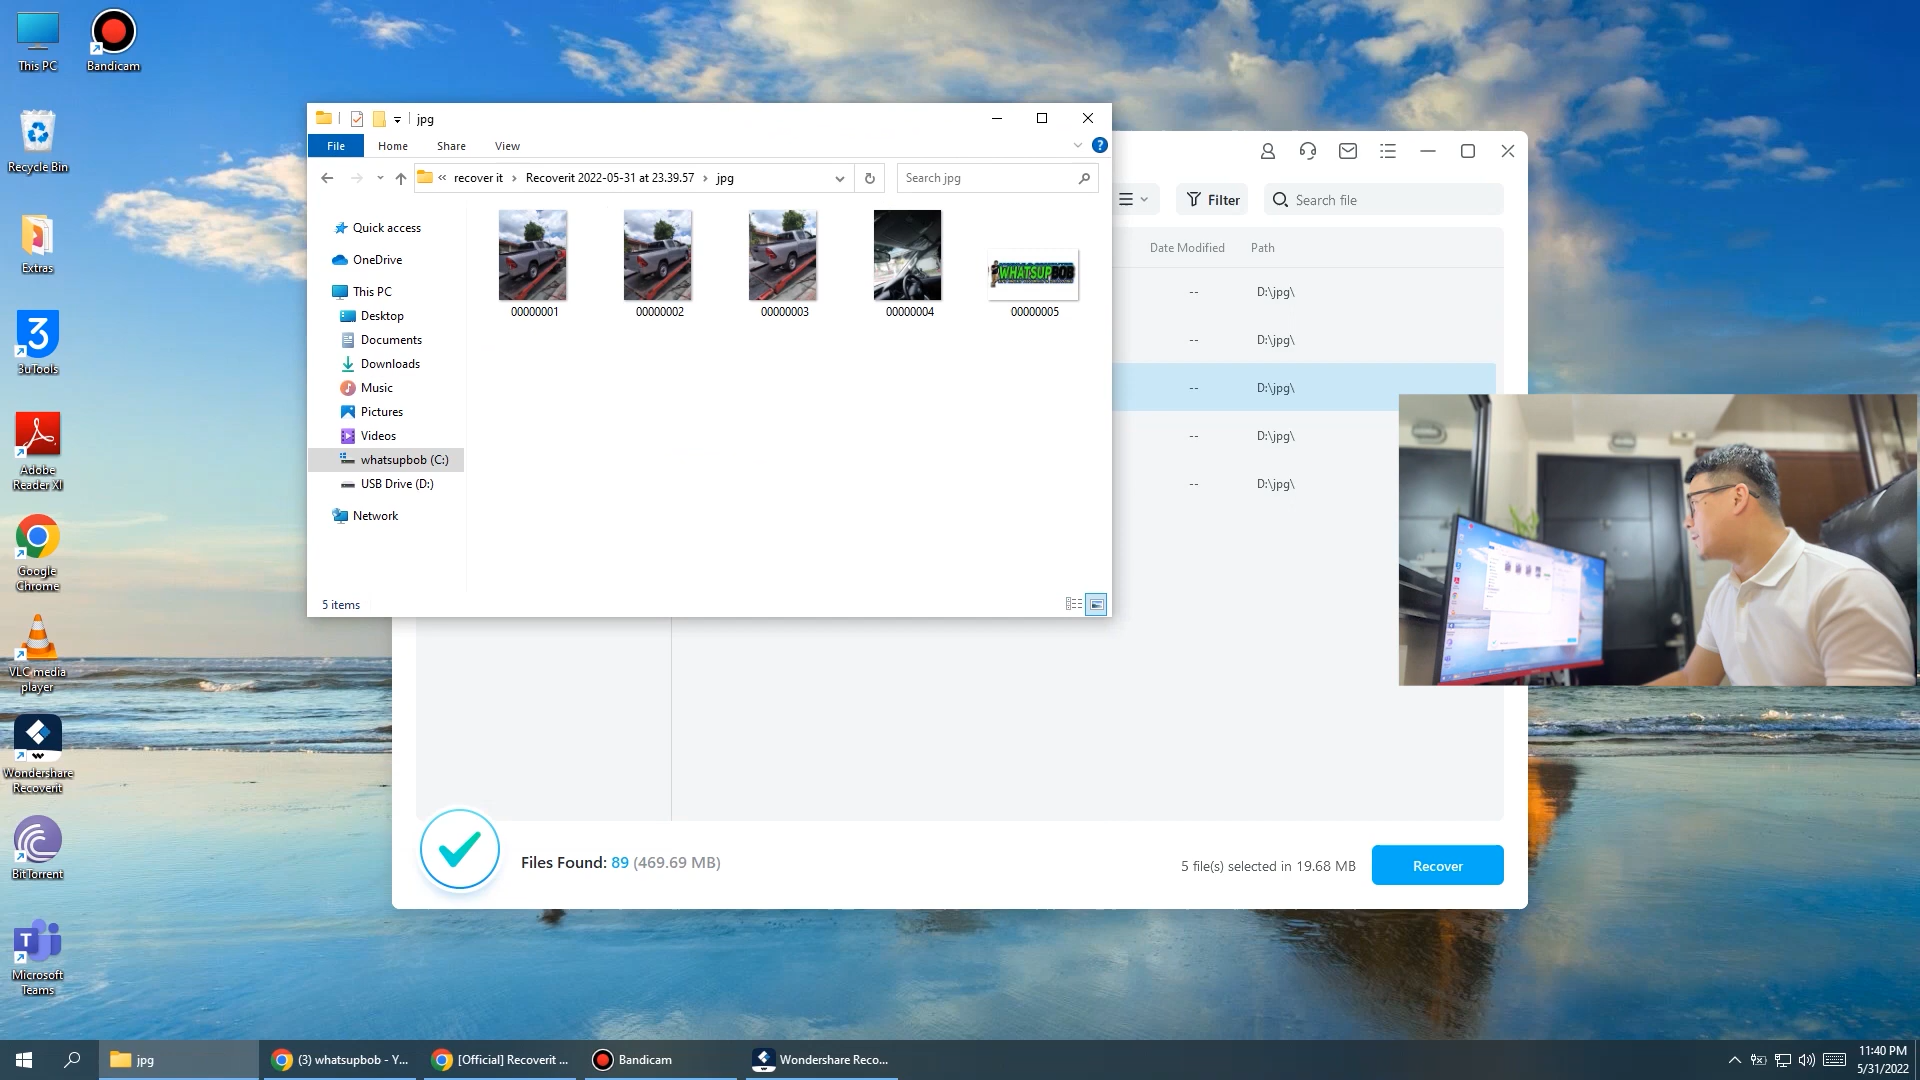 This PC
Bandicam
Recycle Bin
Extras
3uTools
Adobe
Reader XI
Google
Chrome
VLC media
player
Wondershare
Recoverit
BitTorrent
Microsoft
Teams
jpg
File
Home
Share
View
recover it
Recoverit 2022-05-31 at 23.39.57
jpg
Search jpg
Quick access
OneDrive
This PC
Desktop
Documents
Downloads
Music
Pictures
Videos
whatsupbob (C:)
USB Drive (D:)
Network
00000001
00000002
00000003
00000004
WHATSUPBOB
00000005
5 items
Filter
Search file
Date Modified
Path
-- D:\jpg\
-- D:\jpg\
-- D:\jpg\
-- D:\jpg\
-- D:\jpg\
Files Found: 89 (469.69 MB)
5 file(s) selected in 19.68 MB
Recover
jpg
(3) whatsupbob - Y...
[Official] Recoverit ...
Bandicam
Wondershare Reco...
11:40 PM
5/31/2022